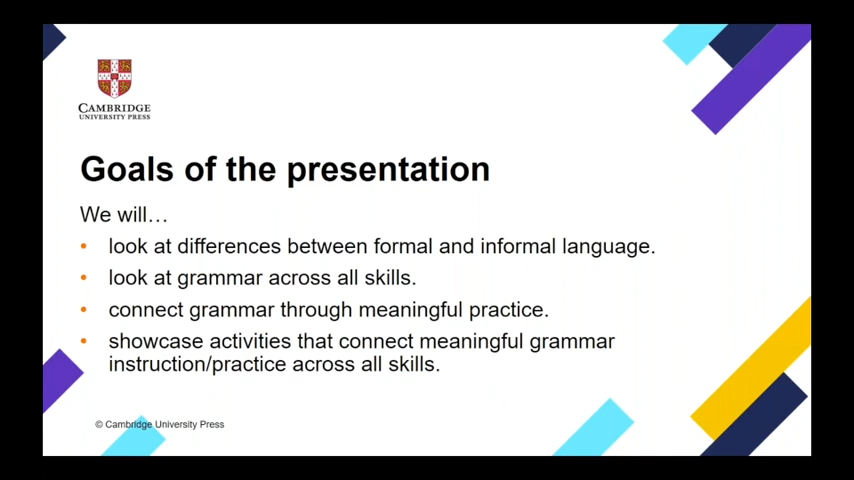 CAMBRIDGE
UNIVERSITY PRESS
Goals of the presentation
We will…
• look at differences between formal and informal language.
• look at grammar across all skills.
• connect grammar through meaningful practice.
• showcase activities that connect meaningful grammar
instruction/practice across all skills.
© Cambridge University Press